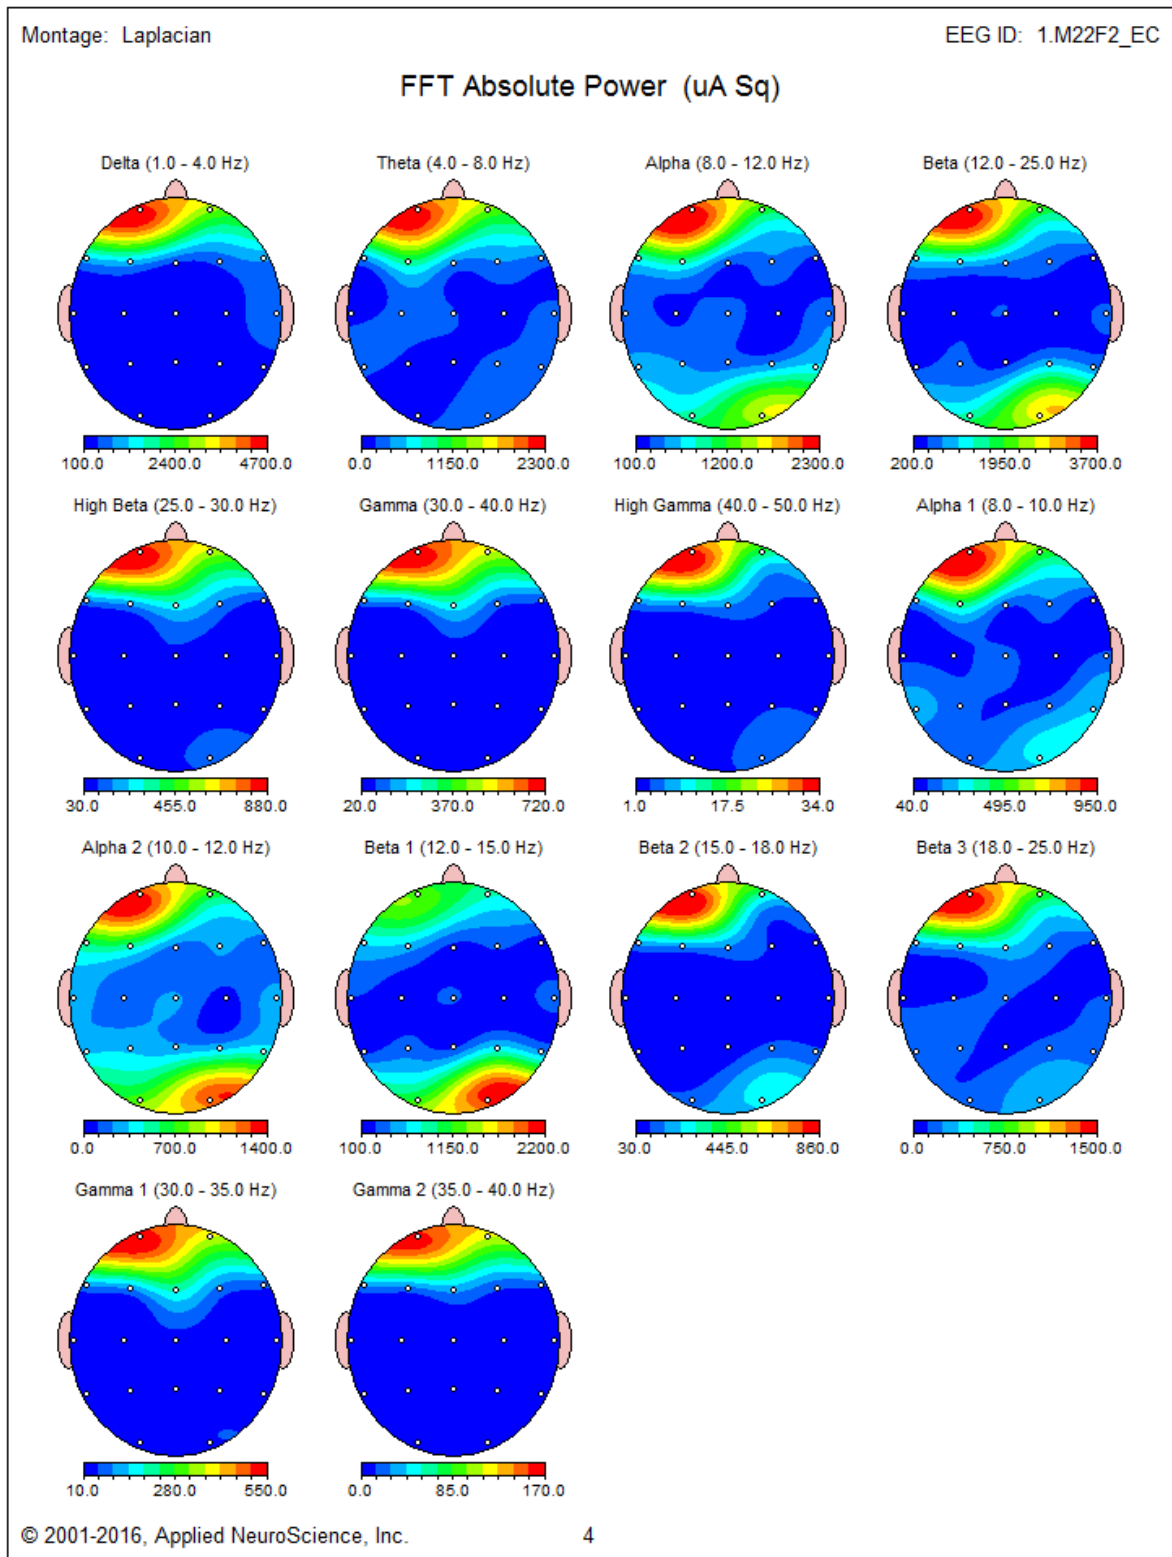 Montage: Laplacian EEG ID: 1.M22F2_EC
FFT Absolute Power (uA Sq)
Delta (1.0 - 4.0 Hz) Theta (4.0 - 8.0 Hz) Alpha (8.0 - 12.0 Hz) Beta (12.0 - 25.0 Hz)
100.0 2400.0 4700.0 0.0 1150.0 2300.0 100.0 1200.0 2300.0 200.0 1950.0 3700.0
High Beta (25.0 - 30.0 Hz) Gamma (30.0 - 40.0 Hz) High Gamma (40.0 - 50.0 Hz) Alpha 1 (8.0 - 10.0 Hz)
30.0 455.0 880.0 20.0 370.0 720.0 1.0 17.5 34.0 40.0 495.0 950.0
Alpha 2 (10.0 - 12.0 Hz) Beta 1 (12.0 - 15.0 Hz) Beta 2 (15.0 - 18.0 Hz) Beta 3 (18.0 - 25.0 Hz)
0.0 700.0 1400.0 100.0 1150.0 2200.0 30.0 445.0 860.0 0.0 750.0 1500.0
Gamma 1 (30.0 - 35.0 Hz) Gamma 2 (35.0 - 40.0 Hz)
10.0 280.0 550.0 0.0 85.0 170.0
© 2001-2016, Applied NeuroScience, Inc. 4